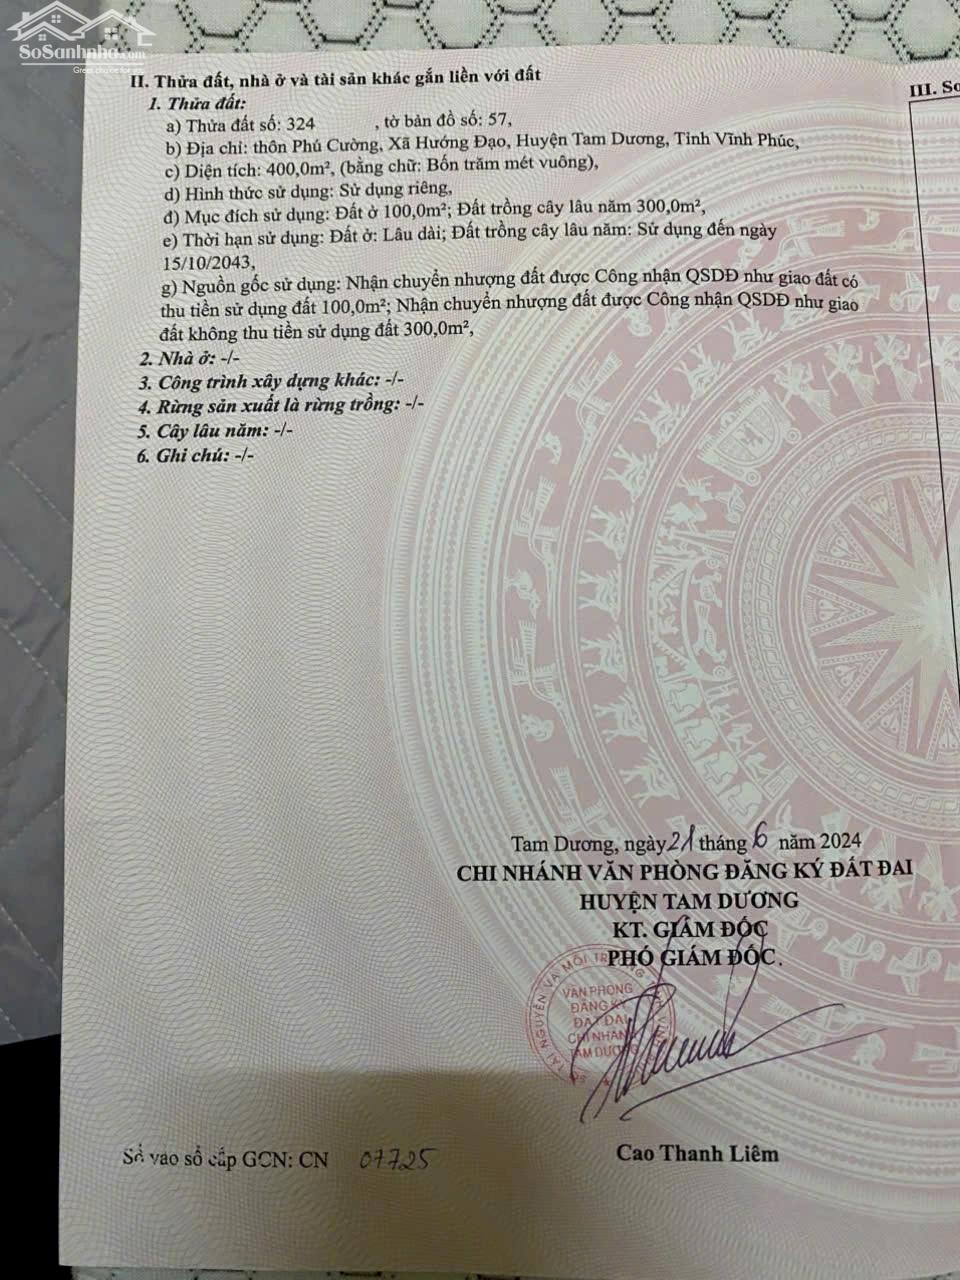 SoSanhnha.com
II. Thửa đất, nhà ở và tài sản khác gắn liền với đất
III. Sơ
1. Thửa đất:
a) Thửa đất số: 324 , tờ bản đồ số: 57,
b) Địa chỉ: thôn Phú Cường, Xã Hướng Đạo, Huyện Tam Dương, Tỉnh Vĩnh Phúc,
c) Diện tích: 400,0m², (bằng chữ: Bốn trăm mét vuông),
d) Hình thức sử dụng: Sử dụng riêng,
đ) Mục đích sử dụng: Đất ở 100,0m²; Đất trồng cây lâu năm 300,0m²,
e) Thời hạn sử dụng: Đất ở: Lâu dài; Đất trồng cây lâu năm: Sử dụng đến ngày
15/10/2043,
g) Nguồn gốc sử dụng: Nhận chuyển nhượng đất được Công nhận QSDĐ như giao đất có
thu tiền sử dụng đất 100,0m²; Nhận chuyển nhượng đất được Công nhận QSDĐ như giao
đất không thu tiền sử dụng đất 300,0m²,
2. Nhà ở: -/-
3. Công trình xây dựng khác: -/-
4. Rừng sản xuất là rừng trồng: -/-
5. Cây lâu năm: -/-
6. Ghi chú: -/-
Tam Dương, ngày 21 tháng 6 năm 2024
CHI NHÁNH VĂN PHÒNG ĐĂNG KÝ ĐẤT ĐAI
HUYỆN TAM DƯƠNG
KT. GIÁM ĐỐC
PHÓ GIÁM ĐỐC.
VĂN PHÒNG
ĐĂNG KÝ
ĐẤT ĐAI
CHI NHÁNH
TAM DƯƠNG
Số vào sổ cấp GCN: CN 07725
Cao Thanh Liêm